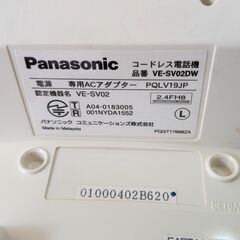 Panasonic コードレス電話機
品番 VE-SV02DW
電源 専用ACアダプター PQLV19JP
認定機器名 VE-SV02
2.4FH8
T A04-0183005
R 001NYDA1552
L
パナソニック コミュニケーションズ株式会社
Made in Malaysia
PQGT17668ZA
01000402B620
SERIA